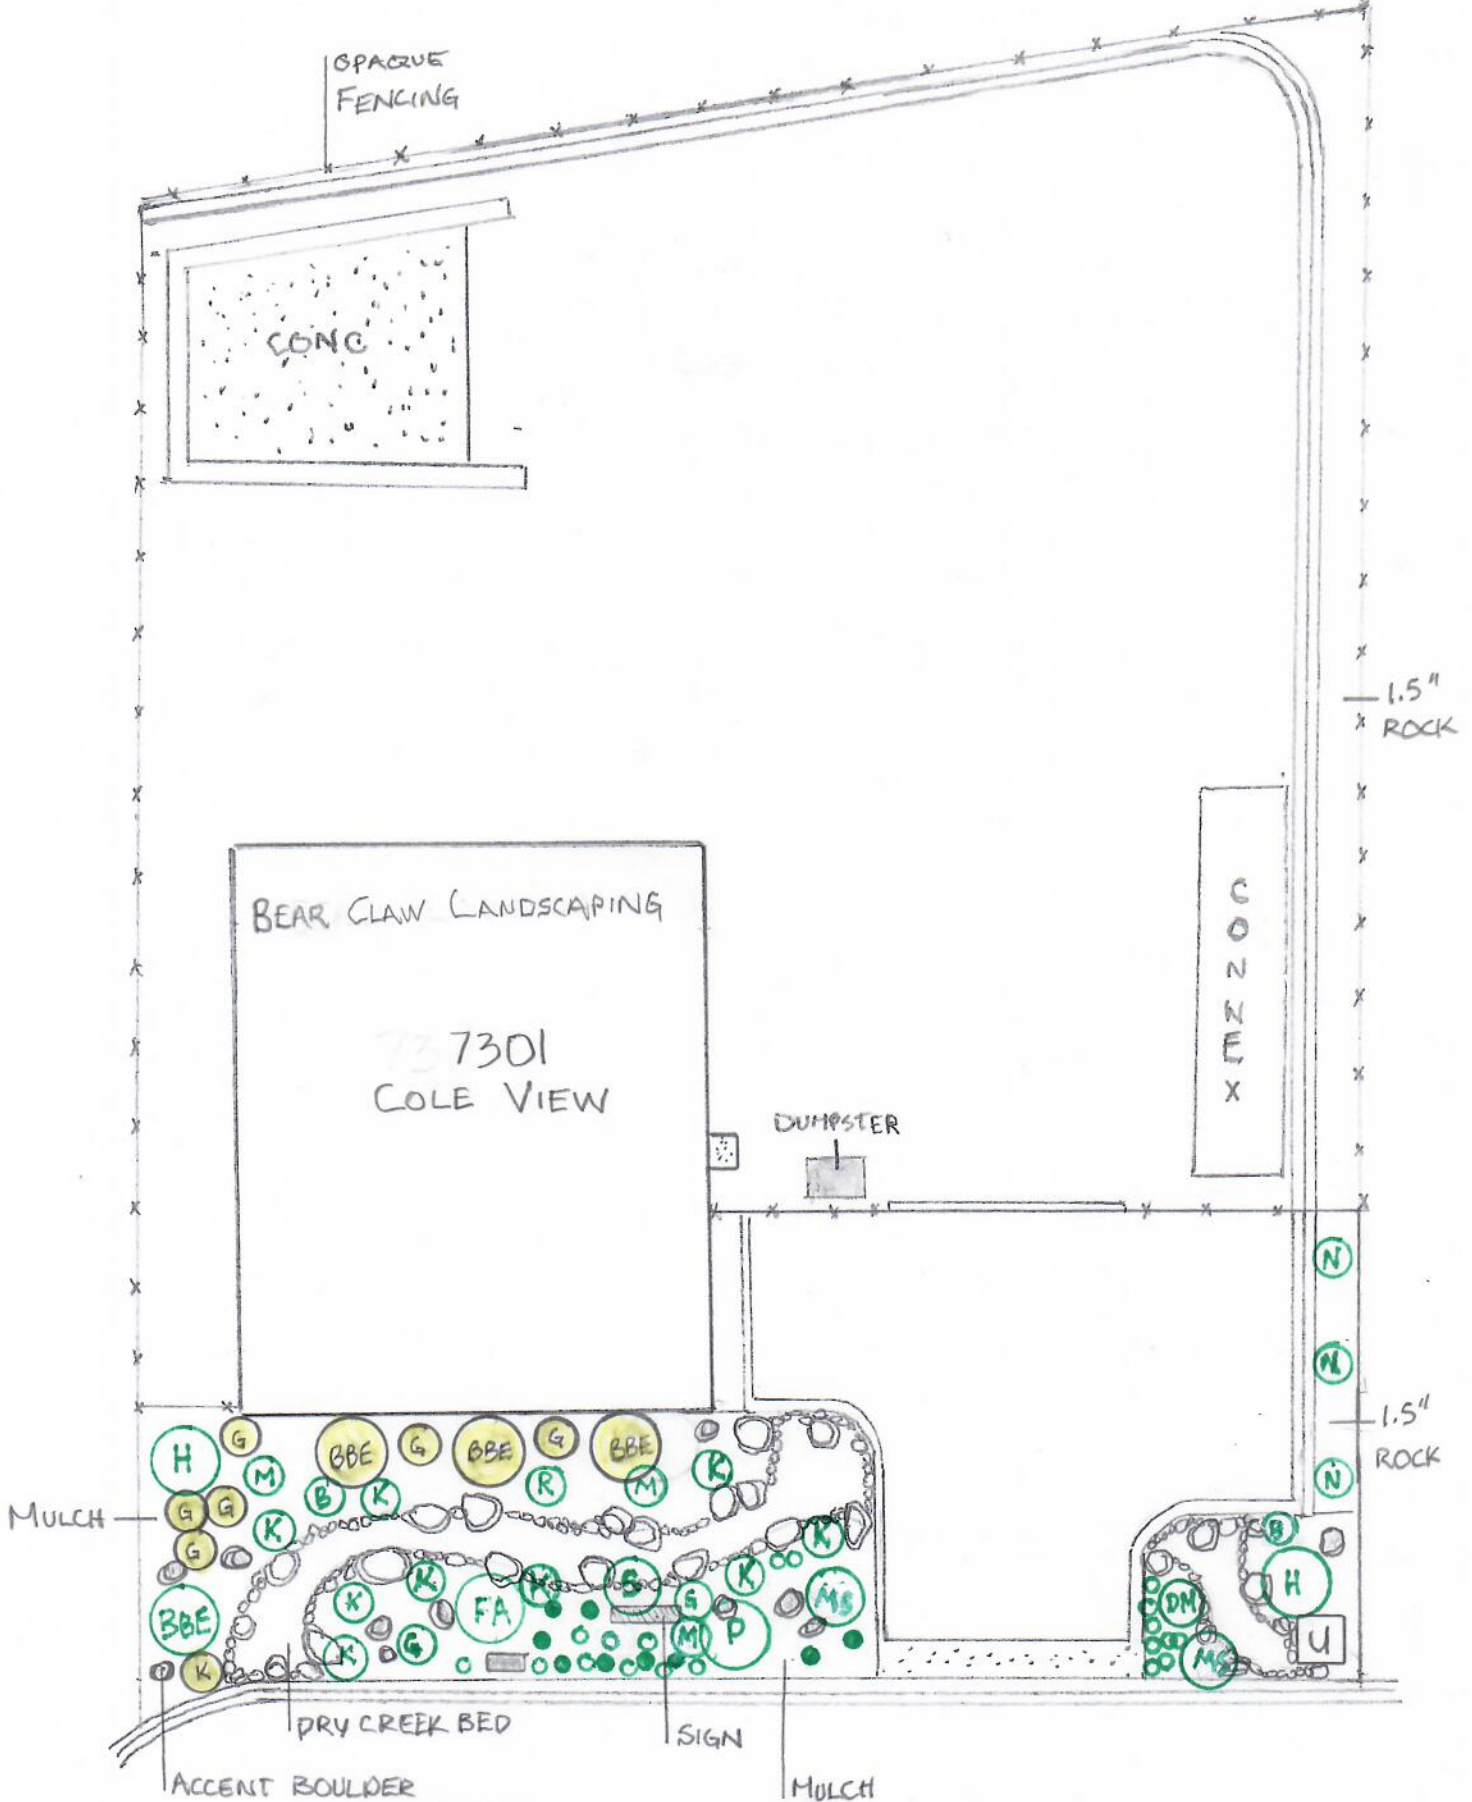 OPAQUE
FENCING
CONC
1.5"
ROCK
BEAR CLAW LANDSCAPING
7301
COLE VIEW
CONNEX
DUMPSTER
N
N
N
1.5"
ROCK
H
G
BBE
G
BBE
G
BBE
M
B
K
R
M
K
MULCH
G
G
K
G
K
B
K
K
K
G
K
MS
H
DM
BBE
FA
M
P
K
G
K
MS
U
DRY CREEK BED
SIGN
ACCENT BOULDER
MULCH